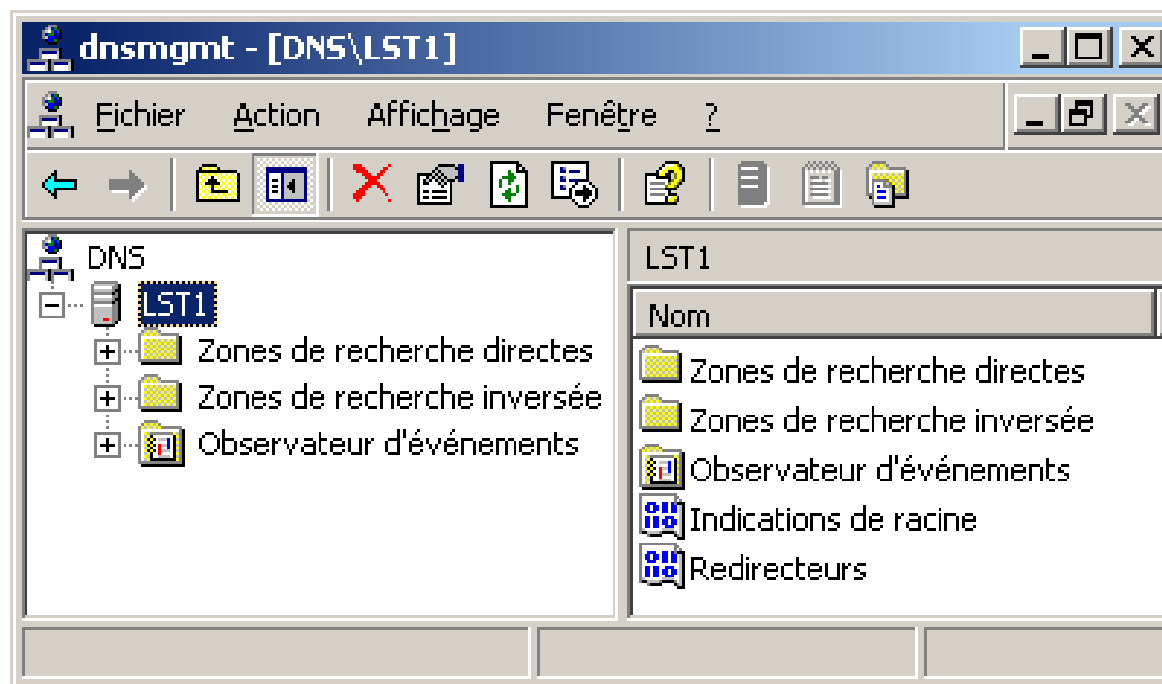 dnsmgmt - [DNS\LST1]
Fichier Action Affichage Fenêtre ?
DNS
LST1
Zones de recherche directes
Zones de recherche inversée
Observateur d'événements
LST1
Nom
Zones de recherche directes
Zones de recherche inversée
Observateur d'événements
Indications de racine
Redirecteurs